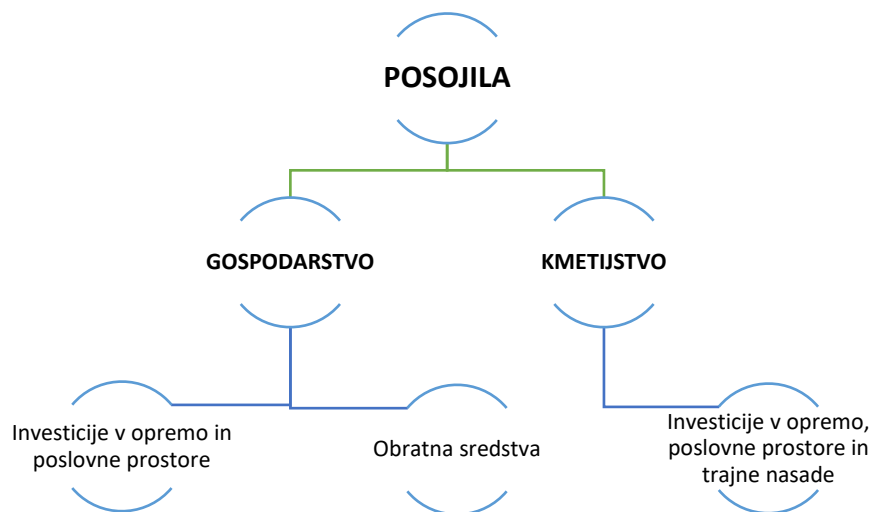 POSOJILA
GOSPODARSTVO
KMETIJSTVO
Investicije v opremo in
poslovne prostore
Obratna sredstva
Investicije v opremo,
poslovne prostore in
trajne nasade